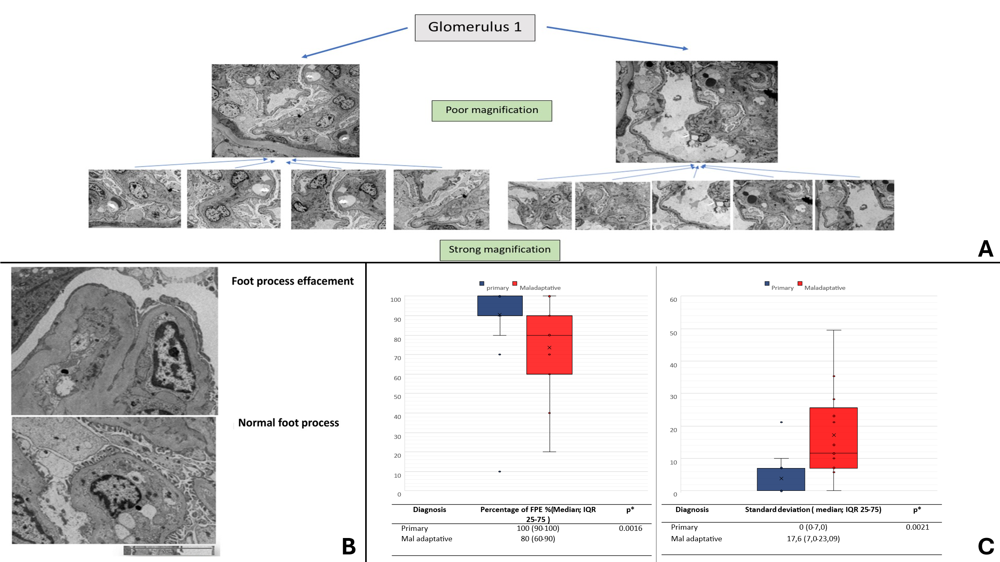 Glomerulus 1
Poor magnification
Strong magnification
A
Foot process effacement
Normal foot process
B
primary Maladaptative
100
90
80
70
60
50
40
30
20
10
0
Diagnosis Percentage of FPE %(Median; IQR 25-75 ) p*
Primary 100 (90-100) 0.0016
Mal adaptative 80 (60-90)
Primary Maladaptative
60
50
40
30
20
10
0
Diagnosis Standard deviation ( median; IQR 25-75) p*
Primary 0 (0-7,0) 0.0021
Mal adaptative 17,6 (7,0-23,09)
C